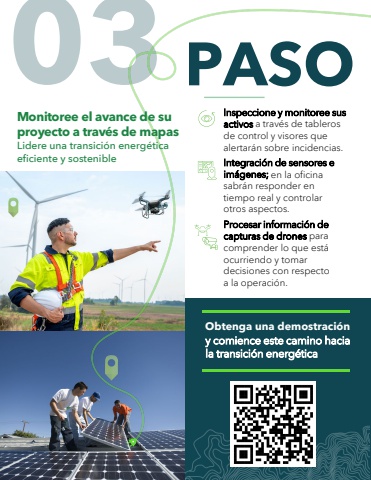 03
PASO
Monitoree el avance de su
proyecto a través de mapas
Lidere una transición energética
eficiente y sostenible
Inspeccione y monitoree sus
activos a través de tableros
de control y visores que
alertarán sobre incidencias.
Integración de sensores e
imágenes; en la oficina
sabrán responder en
tiempo real y controlar
otros aspectos.
Procesar información de
capturas de drones para
comprender lo que está
ocurriendo y tomar
decisiones con respecto
a la operación.
Obtenga una demostración
y comience este camino hacia
la transición energética